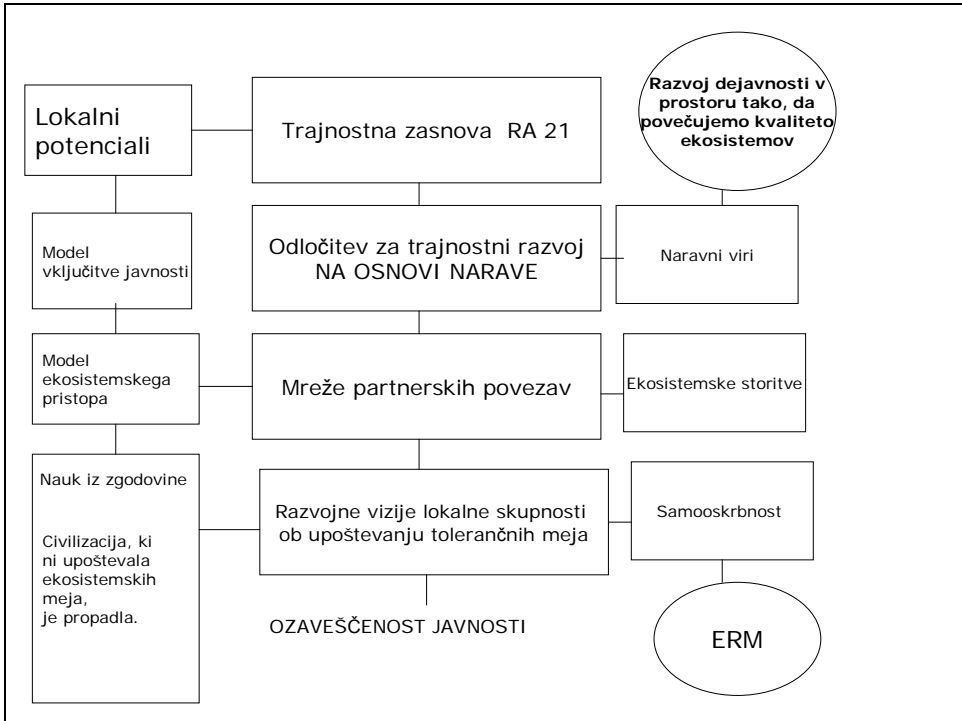 Lokalni
potenciali
Trajnostna zasnova RA 21
Razvoj dejavnosti v
prostoru tako, da
povečujemo kvaliteto
ekosistemov
Model
vključitve javnosti
Odločitev za trajnostni razvoj
NA OSNOVI NARAVE
Naravni viri
Model
ekosistemskega
pristopa
Mreže partnerskih povezav
Ekosistemske storitve
Nauk iz zgodovine
Civilizacija, ki
ni upoštevala
ekosistemskih
meja,
je propadla.
Razvojne vizije lokalne skupnosti
ob upoštevanju tolerančnih meja
Samooskrbnost
OZAVEŠČENOST JAVNOSTI
ERM